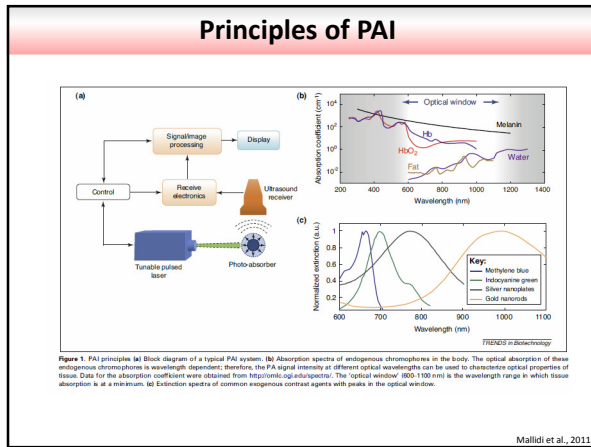 Principles of PAI
(a)
Signal/image
processing
Display
Control
Receive
electronics
Ultrasound
receiver
Tunable pulsed
laser
Photo-absorber
(b)
Absorption coefficient (cm⁻¹)
10⁴
10²
10⁰
10⁻²
Optical window
Melanin
Hb
HbO₂
Water
Fat
200 400 600 800 1000 1200 1400
Wavelength (nm)
(c)
Normalized extinction (a.u.)
1
0.8
0.6
0.4
0.2
600 700 800 900 1000 1100
Wavelength (nm)
Key:
Methylene blue
Indocyanine green
Silver nanoplates
Gold nanorods
TRENDS in Biotechnology
Figure 1. PAI principles (a) Block diagram of a typical PAI system. (b) Absorption spectra of endogenous chromophores in the body. The optical absorption of these
endogenous chromophores is wavelength dependent; therefore, the PA signal intensity at different optical wavelengths can be used to characterize optical properties of
tissue. Data for the absorption coefficient were obtained from http://omlc.ogi.edu/spectra/. The 'optical window' (600–1100 nm) is the wavelength range in which tissue
absorption is at a minimum. (c) Extinction spectra of common exogenous contrast agents with peaks in the optical window.
Mallidi et al., 2011